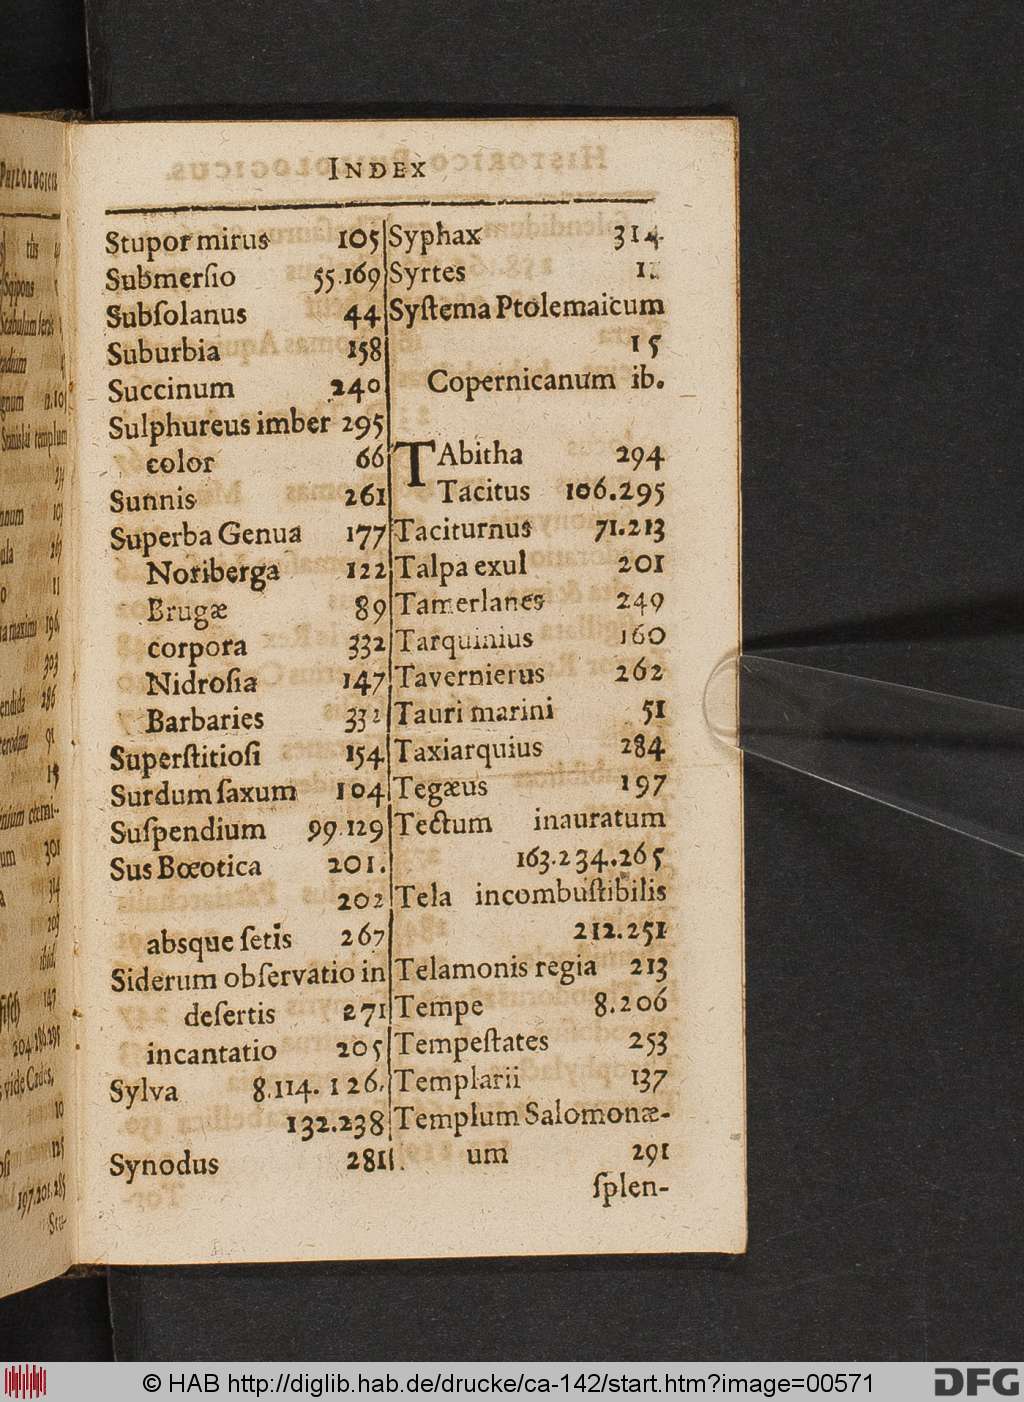 INDEX
Stupor mirus 105
Submerſio 55.169
Subſolanus 44
Suburbia 158
Succinum 240
Sulphureus imber 295
color 66
Sunnis 261
Superba Genua 177
Noriberga 122
Brugæ 89
corpora 332
Nidroſia 147
Barbaries 332
Superſtitioſi 154
Surdum ſaxum 104
Suſpendium 99.129
Sus Bœotica 201.
202
absque ſetis 267
Siderum obſervatio in
deſertis 271
incantatio 205
Sylva 8.114.126.
132.238
Synodus 281
Syphax 314
Syrtes
Syſtema Ptolemaicum
15
Copernicanum ib.
TAbitha 294
Tacitus 106.295
Taciturnus 71.213
Talpa exul 201
Tamerlanes 249
Tarquinius 160
Tavernierus 262
Tauri marini 51
Taxiarquius 284
Tegæus 197
Tectum inauratum
163.234.265
Tela incombuſtibilis
212.251
Telamonis regia 213
Tempe 8.206
Tempeſtates 253
Templarii 137
Templum Salomonæ-
um 291
ſplen-
© HAB http://diglib.hab.de/drucke/ca-142/start.htm?image=00571
DFG